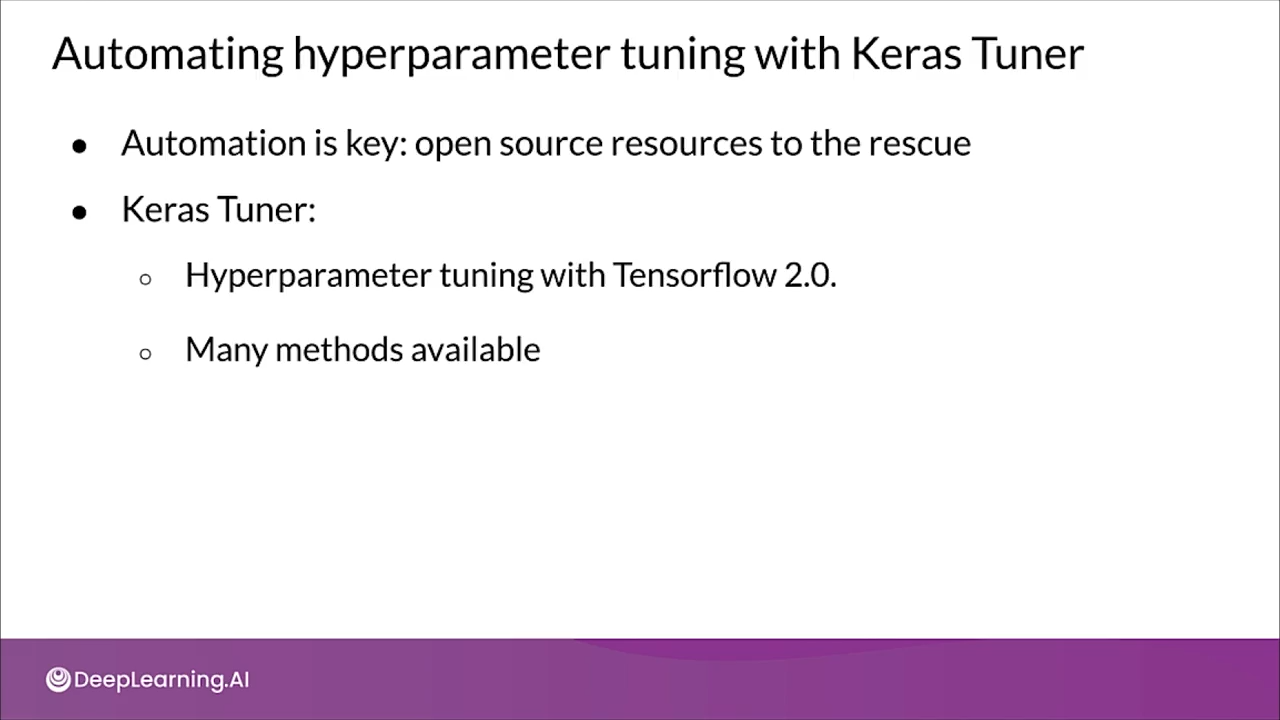 Automating hyperparameter tuning with Keras Tuner
● Automation is key: open source resources to the rescue
● Keras Tuner:
○ Hyperparameter tuning with Tensorflow 2.0.
○ Many methods available
DeepLearning.AI